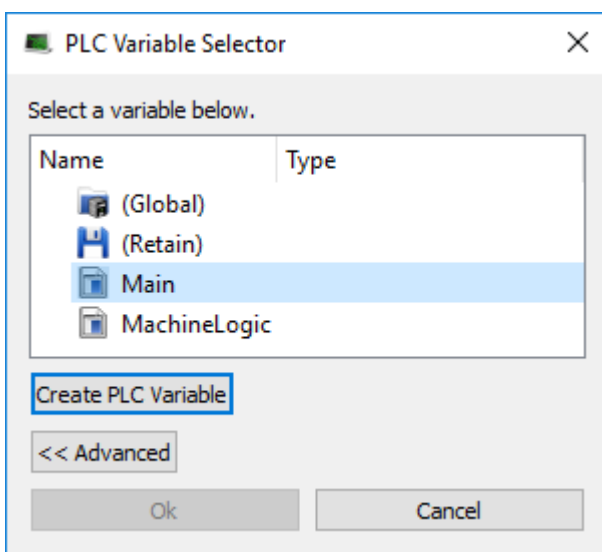 PLC Variable Selector
Select a variable below.
Name Type
(Global)
(Retain)
Main
MachineLogic
Create PLC Variable
<< Advanced
Ok Cancel